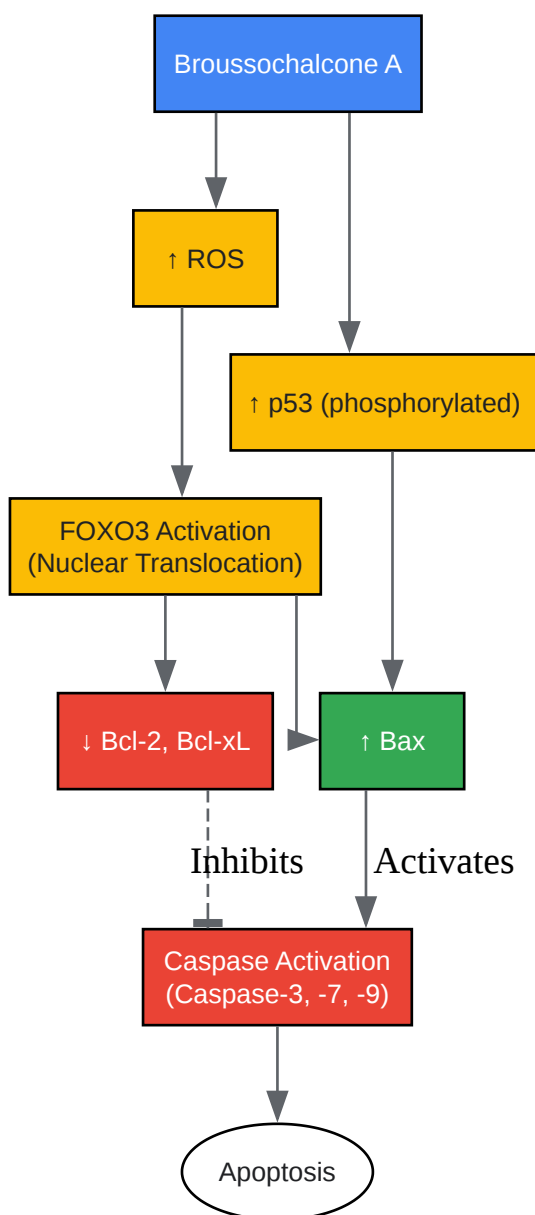 Broussochalcone A
↑ ROS
↑ p53 (phosphorylated)
FOXO3 Activation
(Nuclear Translocation)
↓ Bcl-2, Bcl-xL
↑ Bax
Inhibits
Activates
Caspase Activation
(Caspase-3, -7, -9)
Apoptosis